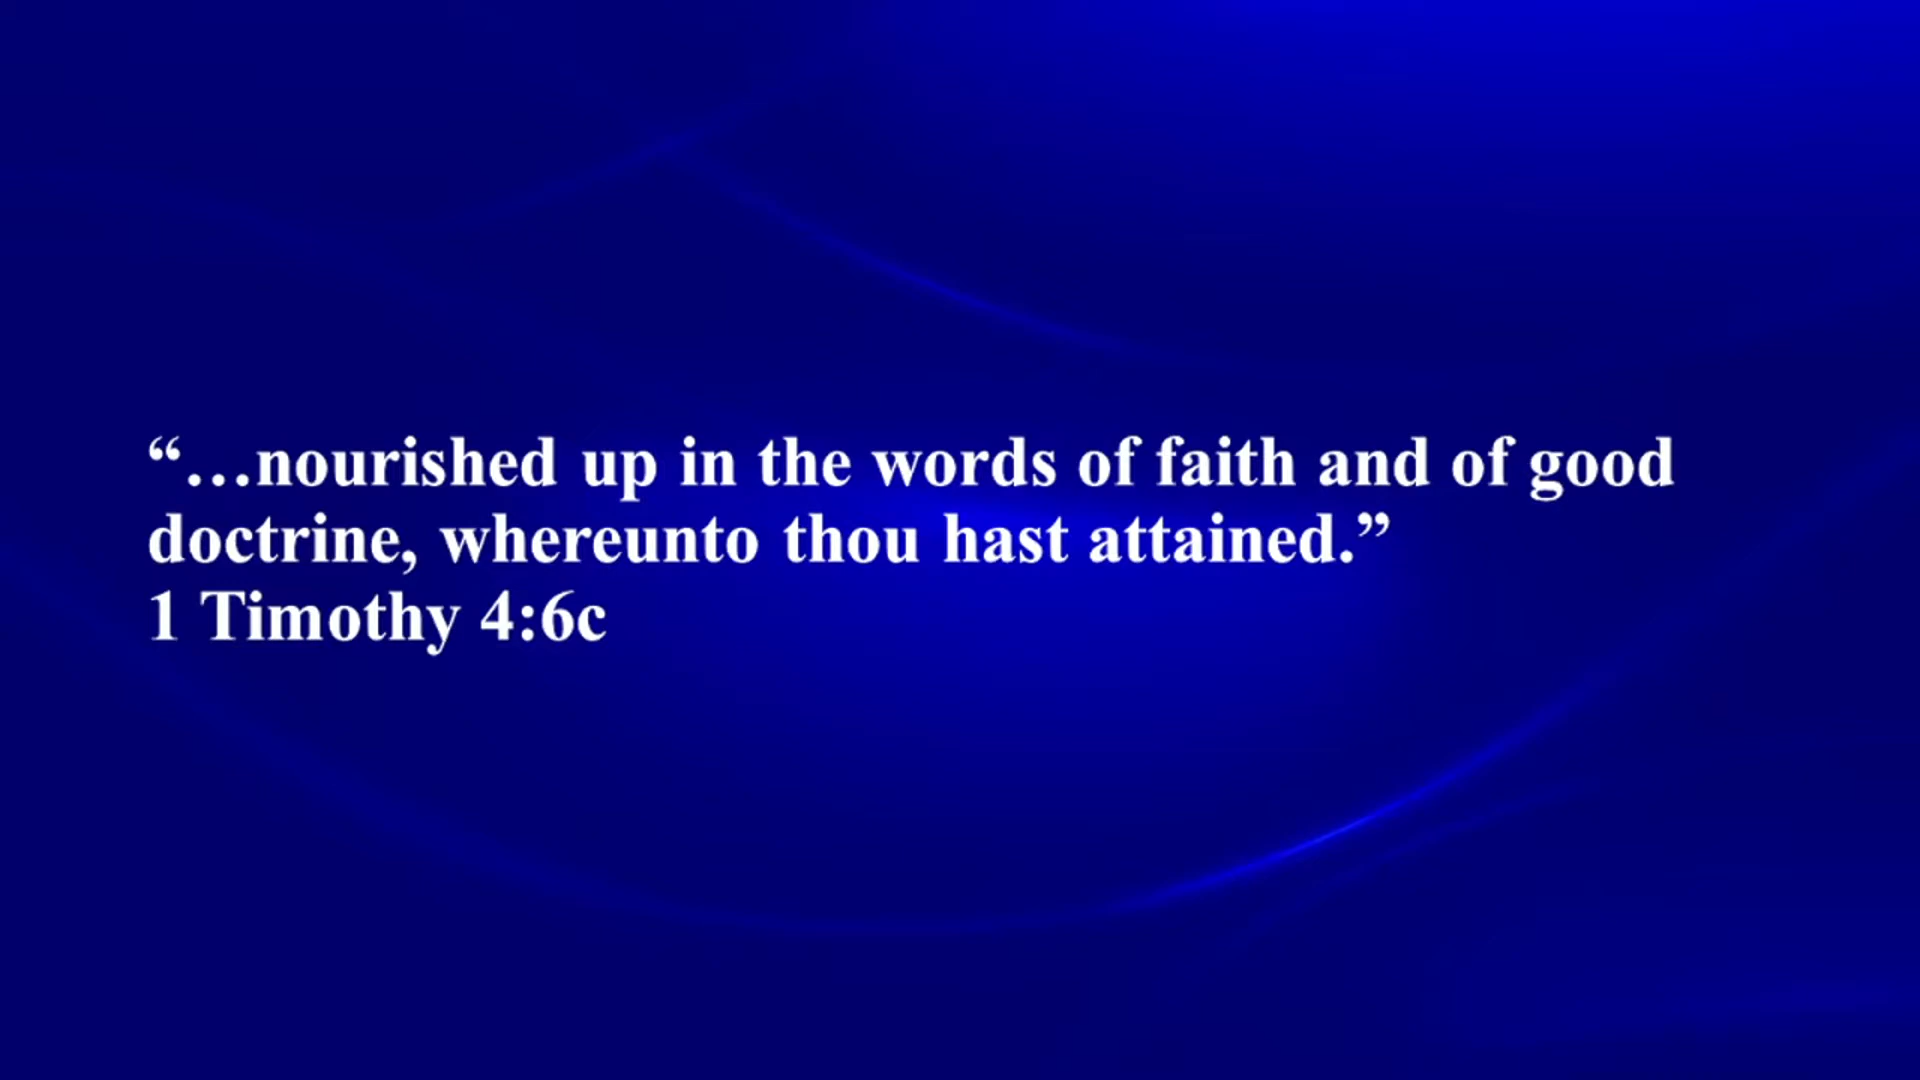 “…nourished up in the words of faith and of good
doctrine, whereunto thou hast attained.”
1 Timothy 4:6c